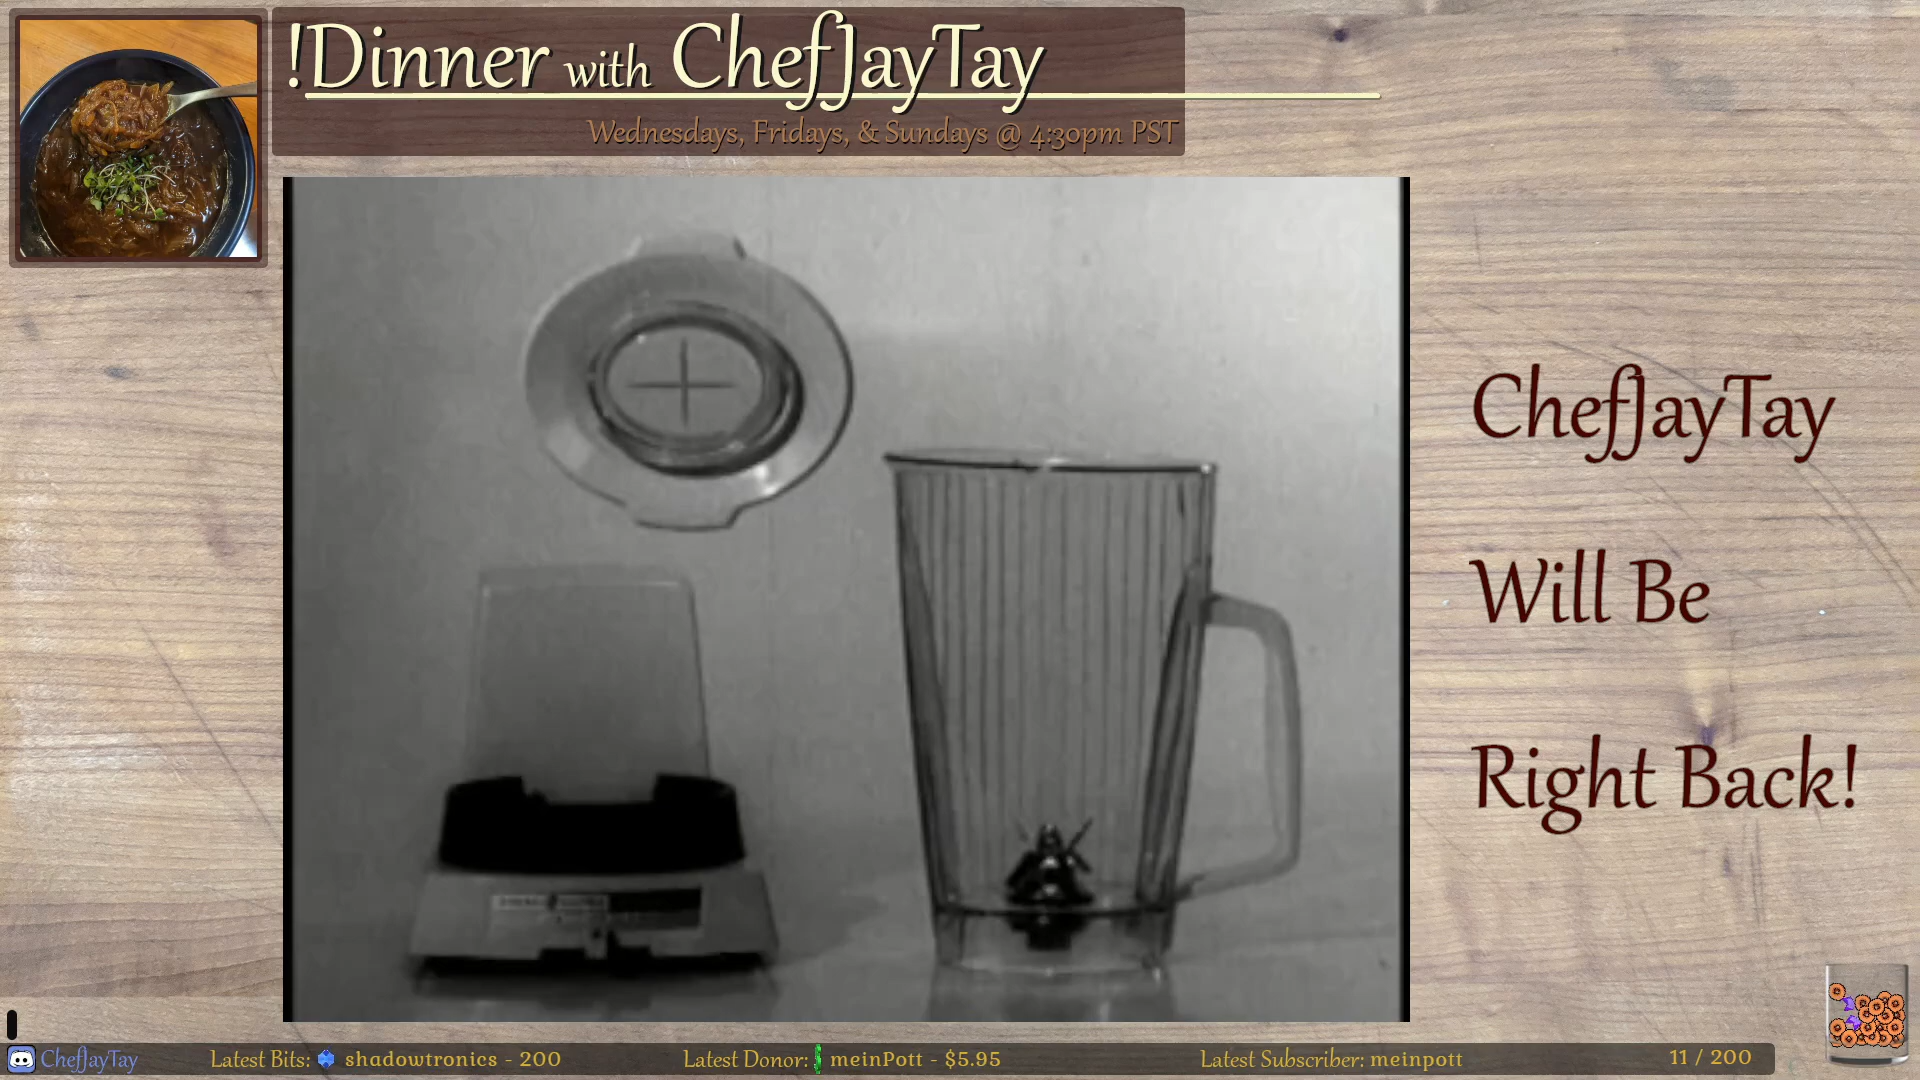 !Dinner with ChefJayTay
Wednesdays, Fridays, & Sundays @ 4:30pm PST
ChefJayTay
Will Be
Right Back!
ChefJayTay
Latest Bits: shadowtronics - 200
Latest Donor: meinPott - $5.95
Latest Subscriber: meinpott
11 / 200